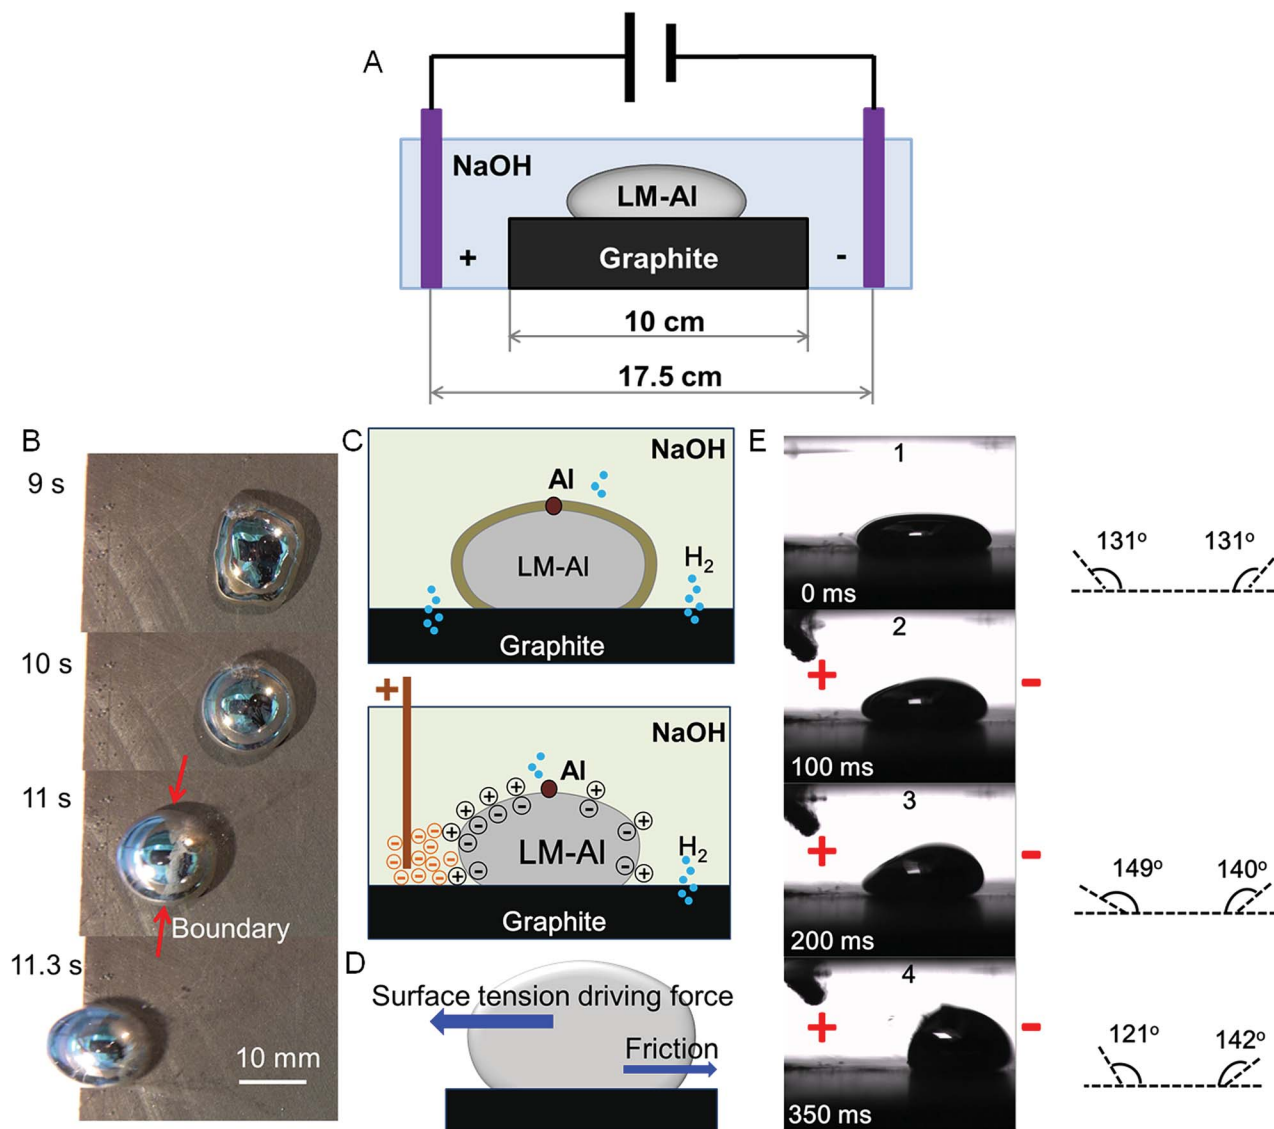 A
NaOH
LM-Al
+
-
Graphite
10 cm
17.5 cm
B
9 s
10 s
11 s
Boundary
11.3 s
10 mm
C
NaOH
Al
LM-Al
H2
Graphite
+
NaOH
Al
LM-Al
H2
Graphite
D
Surface tension driving force
Friction
E
1
0 ms
131° 131°
2
+ -
100 ms
3
+ -
200 ms
149° 140°
4
+ -
350 ms
121° 142°